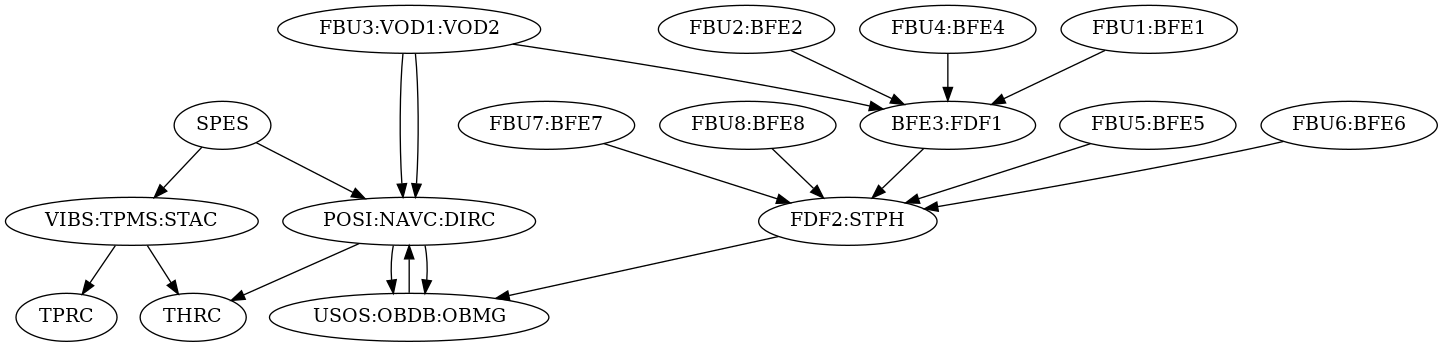 FBU3:VOD1:VOD2
FBU2:BFE2
FBU4:BFE4
FBU1:BFE1
SPES
FBU7:BFE7
FBU8:BFE8
BFE3:FDF1
FBU5:BFE5
FBU6:BFE6
VIBS:TPMS:STAC
POSI:NAVC:DIRC
FDF2:STPH
TPRC
THRC
USOS:OBDB:OBMG